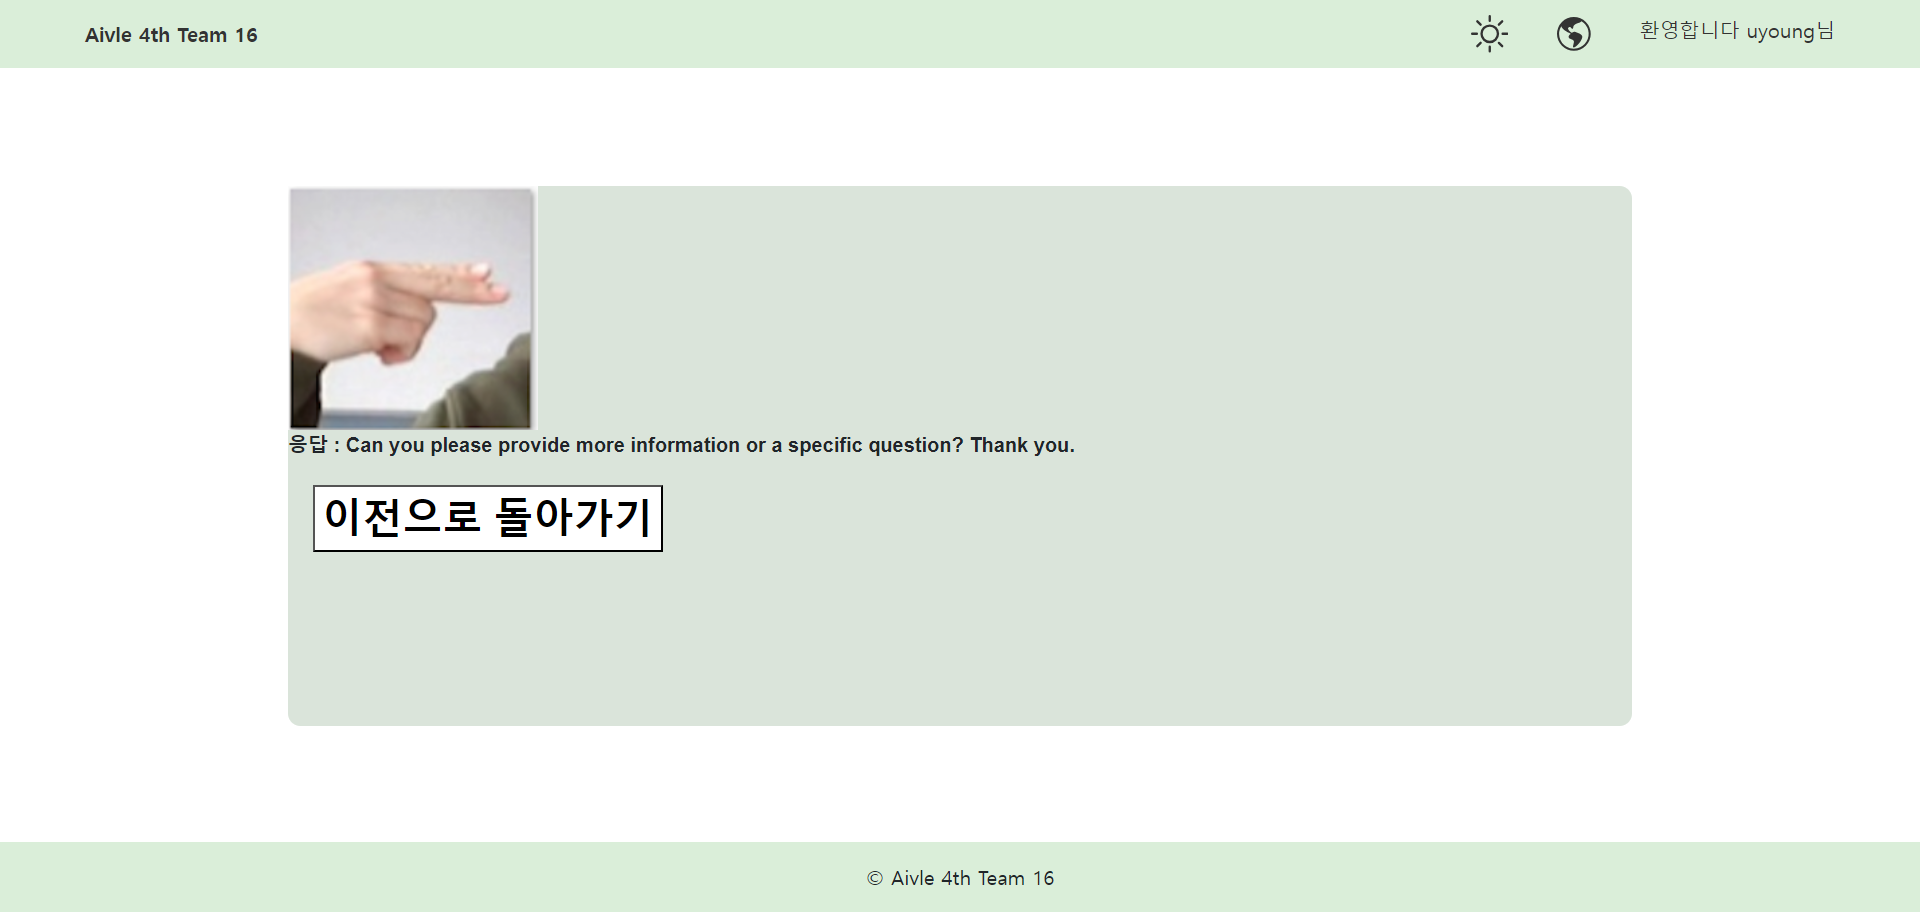 Aivle 4th Team 16
환영합니다 uyoung님
응답 : Can you please provide more information or a specific question? Thank you.
이전으로 돌아가기
© Aivle 4th Team 16